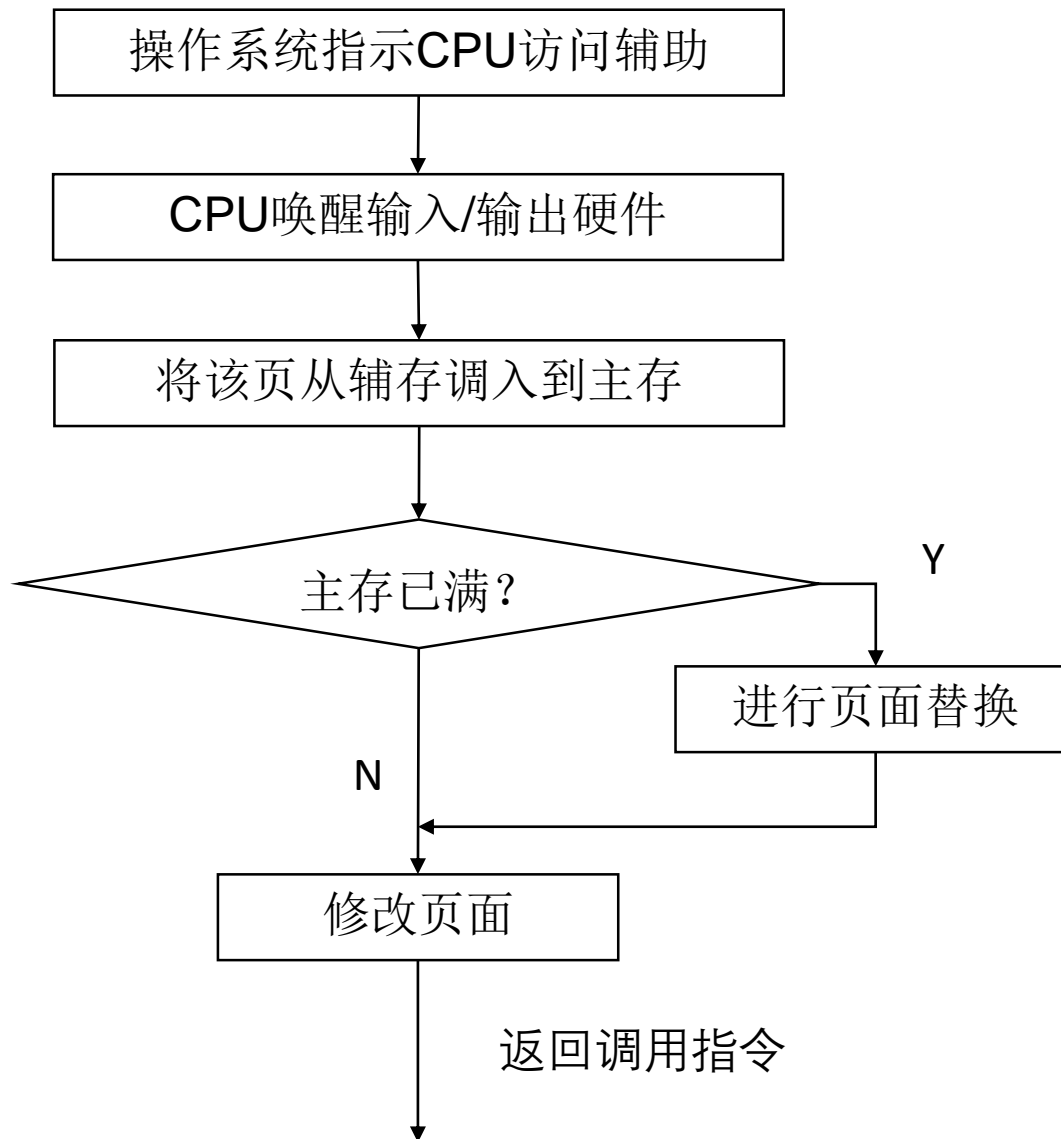 操作系统指示CPU访问辅助
CPU唤醒输入/输出硬件
将该页从辅存调入到主存
主存已满？
Y
进行页面替换
N
修改页面
返回调用指令